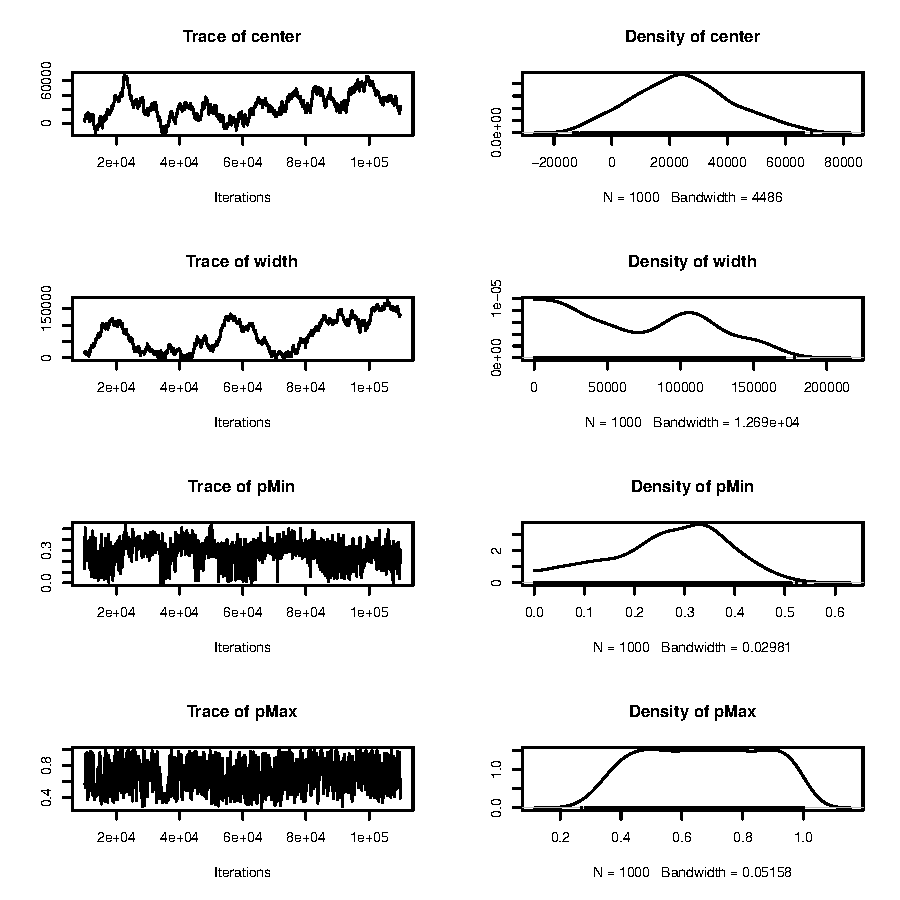 Trace of center
Density of center
60000
0
2e+04 4e+04 6e+04 8e+04 1e+05
Iterations
0.0e+00
−20000 0 20000 40000 60000 80000
N = 1000 Bandwidth = 4486
Trace of width
Density of width
150000
0
2e+04 4e+04 6e+04 8e+04 1e+05
Iterations
1e−05
0e+00
0 50000 100000 150000 200000
N = 1000 Bandwidth = 1.269e+04
Trace of pMin
Density of pMin
0.3
0.0
2e+04 4e+04 6e+04 8e+04 1e+05
Iterations
2
0
0.0 0.1 0.2 0.3 0.4 0.5 0.6
N = 1000 Bandwidth = 0.02981
Trace of pMax
Density of pMax
0.8
0.4
2e+04 4e+04 6e+04 8e+04 1e+05
Iterations
1.0
0.0
0.2 0.4 0.6 0.8 1.0
N = 1000 Bandwidth = 0.05158